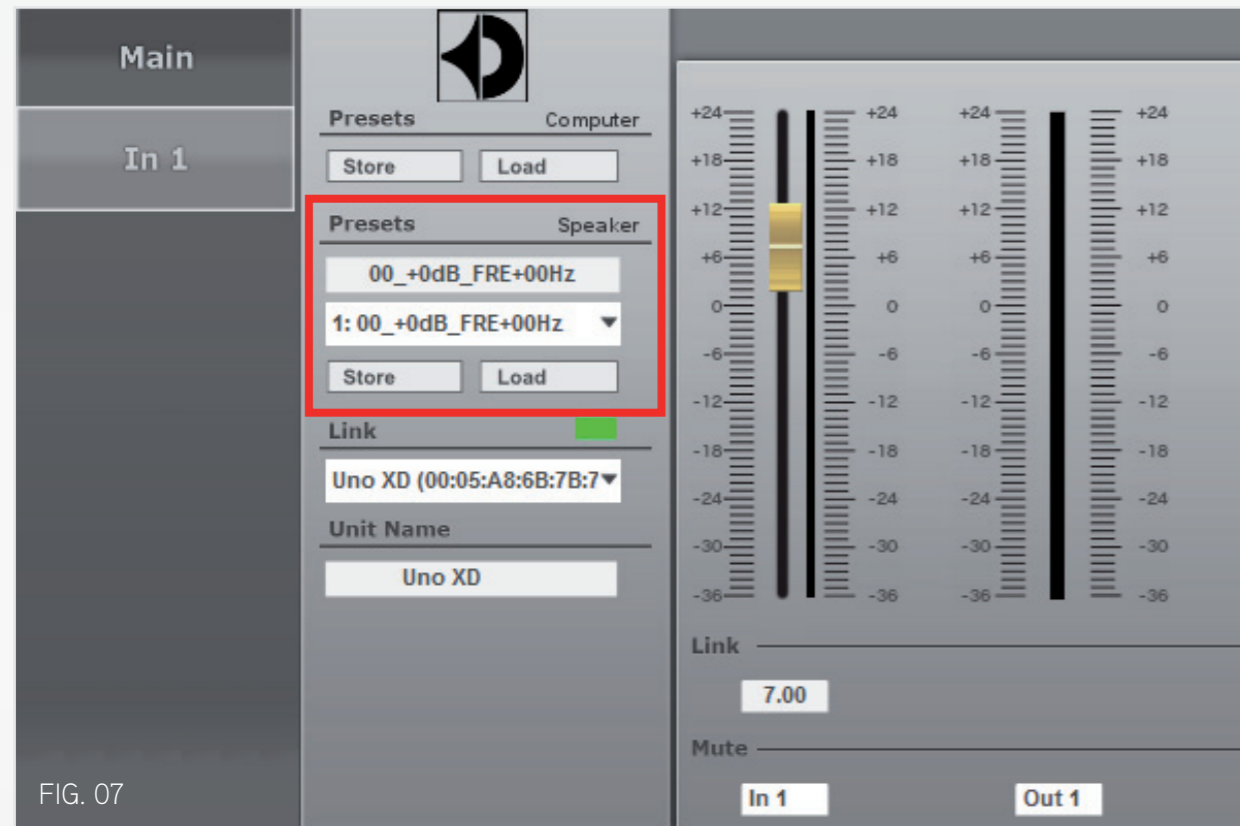 Main
In 1
Presets Computer
Store Load
Presets Speaker
00_+0dB_FRE+00Hz
1: 00_+0dB_FRE+00Hz
Store Load
Link
Uno XD (00:05:A8:6B:7B:7
Unit Name
Uno XD
+24 +24 +24 +24
+18 +18 +18 +18
+12 +12 +12 +12
+6 +6 +6 +6
0 0 0 0
-6 -6 -6 -6
-12 -12 -12 -12
-18 -18 -18 -18
-24 -24 -24 -24
-30 -30 -30 -30
-36 -36 -36 -36
Link
7.00
Mute
In 1 Out 1
FIG. 07